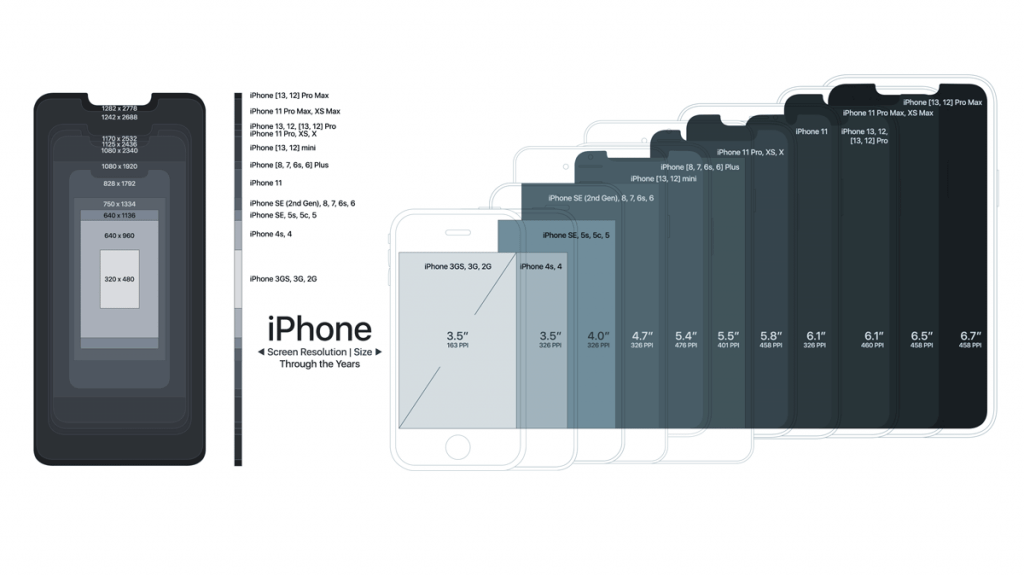 1282 x 2778
1242 x 2688
1170 x 2532
1125 x 2436
1080 x 2340
1080 x 1920
828 x 1792
750 x 1334
640 x 1136
640 x 960
320 x 480
iPhone [13, 12] Pro Max
iPhone 11 Pro Max, XS Max
iPhone 13, 12, [13, 12] Pro
iPhone 11 Pro, XS, X
iPhone [13, 12] mini
iPhone [8, 7, 6s, 6] Plus
iPhone 11
iPhone SE (2nd Gen), 8, 7, 6s, 6
iPhone SE, 5s, 5c, 5
iPhone 4s, 4
iPhone 3GS, 3G, 2G
iPhone
◀ Screen Resolution | Size ▶
Through the Years
iPhone [13, 12] Pro Max
iPhone 11 Pro Max, XS Max
iPhone 13, 12,
[13, 12] Pro
iPhone 11
iPhone 11 Pro, XS, X
iPhone [8, 7, 6s, 6] Plus
iPhone [13, 12] mini
iPhone SE (2nd Gen), 8, 7, 6s, 6
iPhone SE, 5s, 5c, 5
iPhone 4s, 4
iPhone 3GS, 3G, 2G
3.5″
163 PPI
3.5″
326 PPI
4.0″
326 PPI
4.7″
326 PPI
5.4″
476 PPI
5.5″
401 PPI
5.8″
458 PPI
6.1″
326 PPI
6.1″
460 PPI
6.5″
458 PPI
6.7″
458 PPI